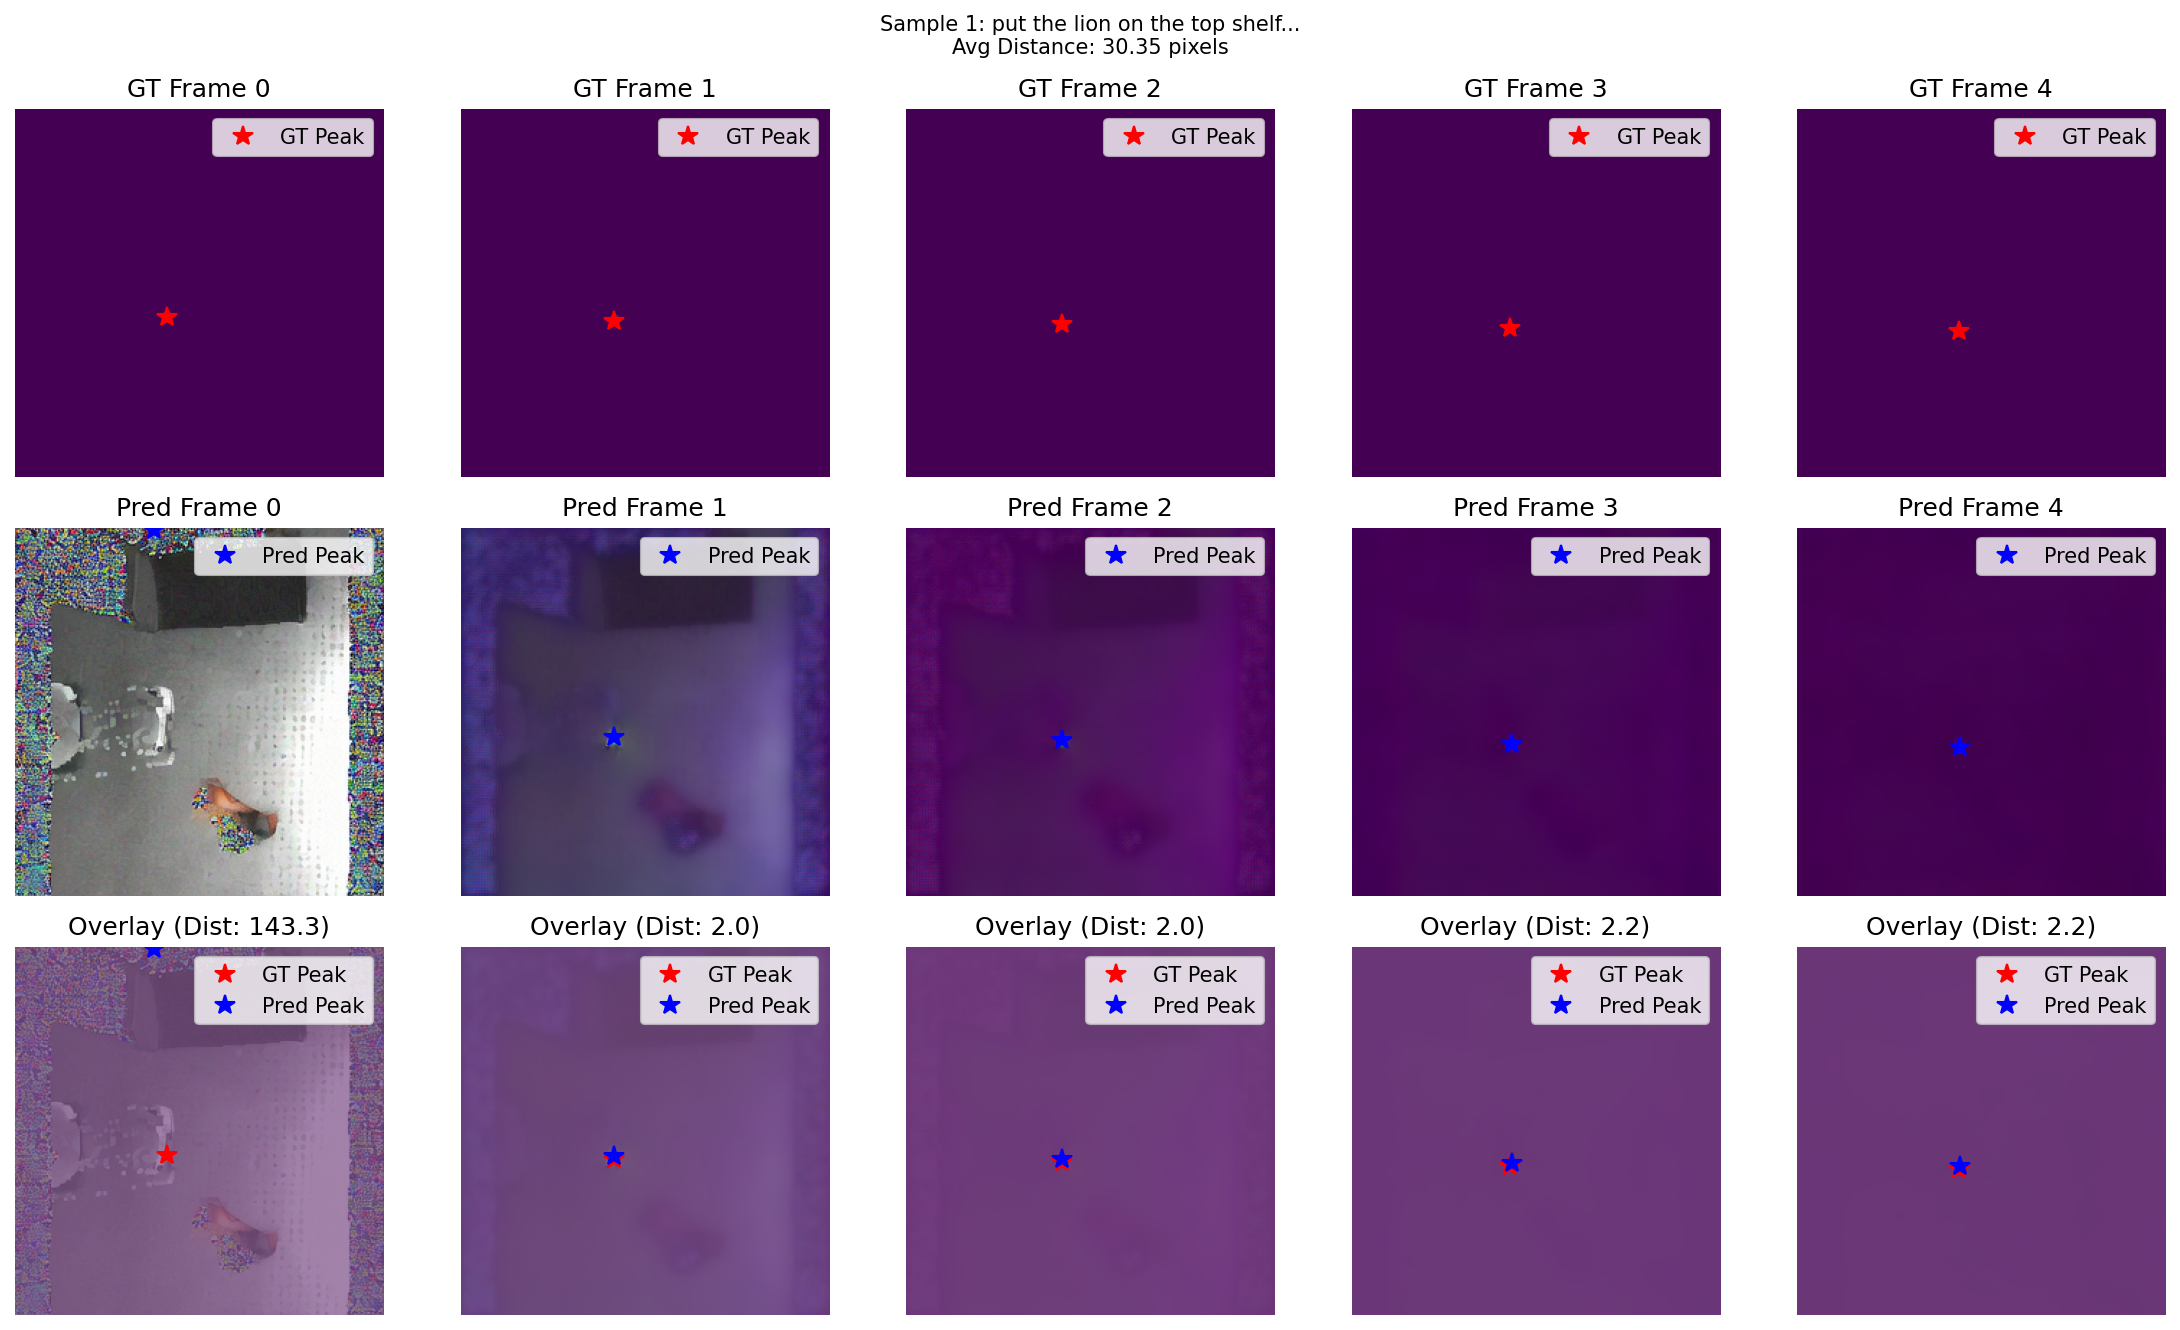 Sample 1: put the lion on the top shelf...
Avg Distance: 30.35 pixels
GT Frame 0
GT Frame 1
GT Frame 2
GT Frame 3
GT Frame 4
GT Peak
GT Peak
GT Peak
GT Peak
GT Peak
Pred Frame 0
Pred Frame 1
Pred Frame 2
Pred Frame 3
Pred Frame 4
Pred Peak
Pred Peak
Pred Peak
Pred Peak
Pred Peak
Overlay (Dist: 143.3)
Overlay (Dist: 2.0)
Overlay (Dist: 2.0)
Overlay (Dist: 2.2)
Overlay (Dist: 2.2)
GT Peak
Pred Peak
GT Peak
Pred Peak
GT Peak
Pred Peak
GT Peak
Pred Peak
GT Peak
Pred Peak